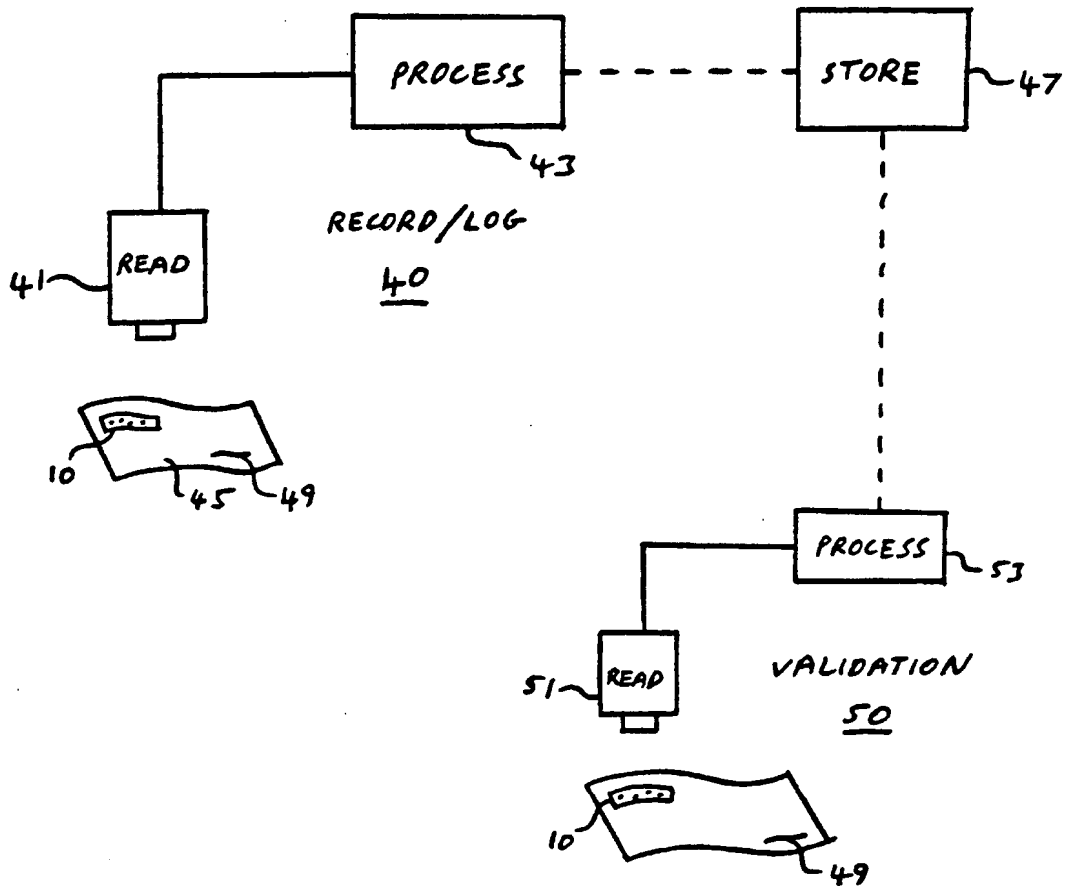 PROCESS
STORE
47
43
RECORD/LOG
40
READ
41
10
45
49
PROCESS
53
51
READ
VALIDATION
50
10
49